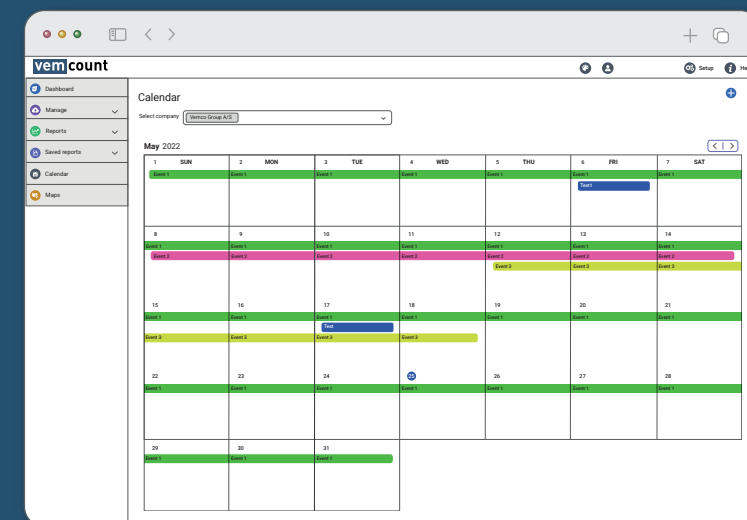 vemcount
Setup
He
Dashboard
Manage
Reports
Saved reports
Calendar
Maps
Calendar
Select company Vemco Group A/S
May 2022
1 SUN 2 MON 3 TUE 4 WED 5 THU 6 FRI 7 SAT
Event 1 Event 1 Event 1 Event 1 Event 1 Event 1 Event 1
Test1
8 9 10 11 12 13 14
Event 1 Event 1 Event 1 Event 1 Event 1 Event 1 Event 1
Event 2 Event 2 Event 2 Event 2 Event 2 Event 2 Event 2
Event 3 Event 3 Event 3
15 16 17 18 19 20 21
Event 1 Event 1 Event 1 Event 1 Event 1 Event 1 Event 1
Test
Event 3 Event 3 Event 3 Event 3
22 23 24 25 26 27 28
Event 1 Event 1 Event 1 Event 1 Event 1 Event 1 Event 1
29 30 31
Event 1 Event 1 Event 1